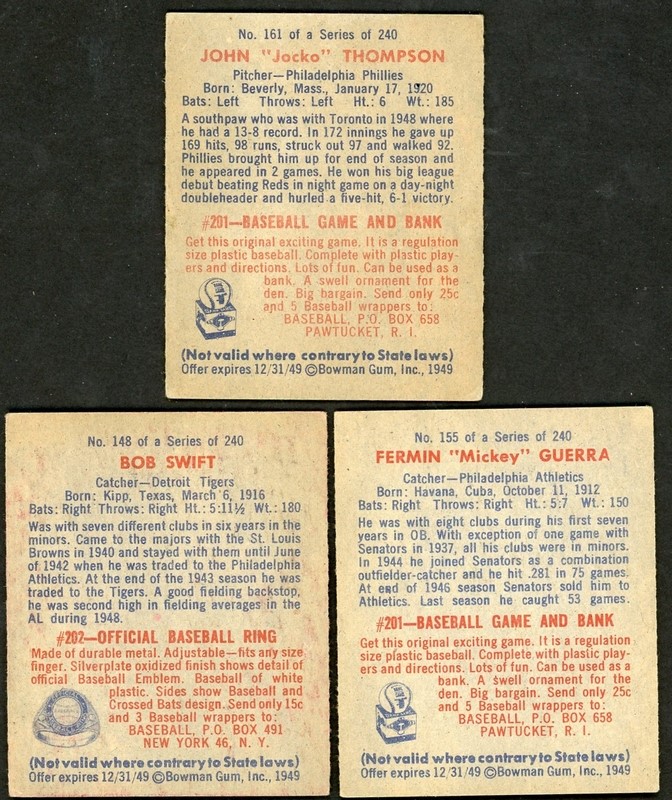 No. 161 of a Series of 240
JOHN "Jocko" THOMPSON
Pitcher—Philadelphia Phillies
Born: Beverly, Mass., January 17, 1920
Bats: Left Throws: Left Ht.: 6 Wt.: 185
A southpaw who was with Toronto in 1948 where
he had a 13-8 record. In 172 innings he gave up
169 hits, 98 runs, struck out 97 and walked 92.
Phillies brought him up for end of season and
he appeared in 2 games. He won his big league
debut beating Reds in night game on a day-night
doubleheader and hurled a five-hit, 6-1 victory.
#201—BASEBALL GAME AND BANK
Get this original exciting game. It is a regulation
size plastic baseball. Complete with plastic play-
ers and directions. Lots of fun. Can be used as a
bank. A swell ornament for the
den. Big bargain. Send only 25c
and 5 Baseball wrappers to:
BASEBALL, P.O. BOX 658
PAWTUCKET, R. I.
(Not valid where contrary to State laws)
Offer expires 12/31/49 ©Bowman Gum, Inc., 1949
No. 148 of a Series of 240
BOB SWIFT
Catcher—Detroit Tigers
Born: Kipp, Texas, March 6, 1916
Bats: Right Throws: Right Ht.: 5:11½ Wt.: 180
Was with seven different clubs in six years in the
minors. Came to the majors with the St. Louis
Browns in 1940 and stayed with them until June
of 1942 when he was traded to the Philadelphia
Athletics. At the end of the 1943 season he was
traded to the Tigers. A good fielding backstop,
he was second high in fielding averages in the
AL during 1948.
#202—OFFICIAL BASEBALL RING
Made of durable metal. Adjustable—fits any size
finger. Silverplate oxidized finish shows detail of
official Baseball Emblem. Baseball of white
plastic. Sides show Baseball and
Crossed Bats design. Send only 15c
and 3 Baseball wrappers to:
BASEBALL, P.O. BOX 491
NEW YORK 46, N. Y.
(Not valid where contrary to State laws)
Offer expires 12/31/49 ©Bowman Gum, Inc., 1949
No. 155 of a Series of 240
FERMIN "Mickey" GUERRA
Catcher—Philadelphia Athletics
Born: Havana, Cuba, October 11, 1912
Bats: Right Throws: Right Ht.: 5:7 Wt.: 150
He was with eight clubs during his first seven
years in OB. With exception of one game with
Senators in 1937, all his clubs were in minors.
In 1944 he joined Senators as a combination
outfielder-catcher and he hit .281 in 75 games.
At end of 1946 season Senators sold him to
Athletics. Last season he caught 53 games.
#201—BASEBALL GAME AND BANK
Get this original exciting game. It is a regulation
size plastic baseball. Complete with plastic play-
ers and directions. Lots of fun. Can be used as a
bank. A swell ornament for the
den. Big bargain. Send only 25c
and 5 Baseball wrappers to:
BASEBALL, P.O. BOX 658
PAWTUCKET, R. I.
(Not valid where contrary to State laws)
Offer expires 12/31/49 ©Bowman Gum, Inc., 1949